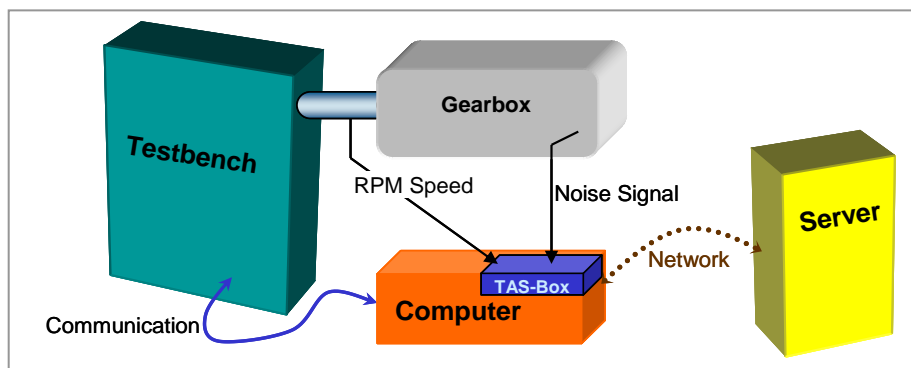 Gearbox
Testbench
RPM Speed
Noise Signal
Server
Network
TAS-Box
Computer
Communication